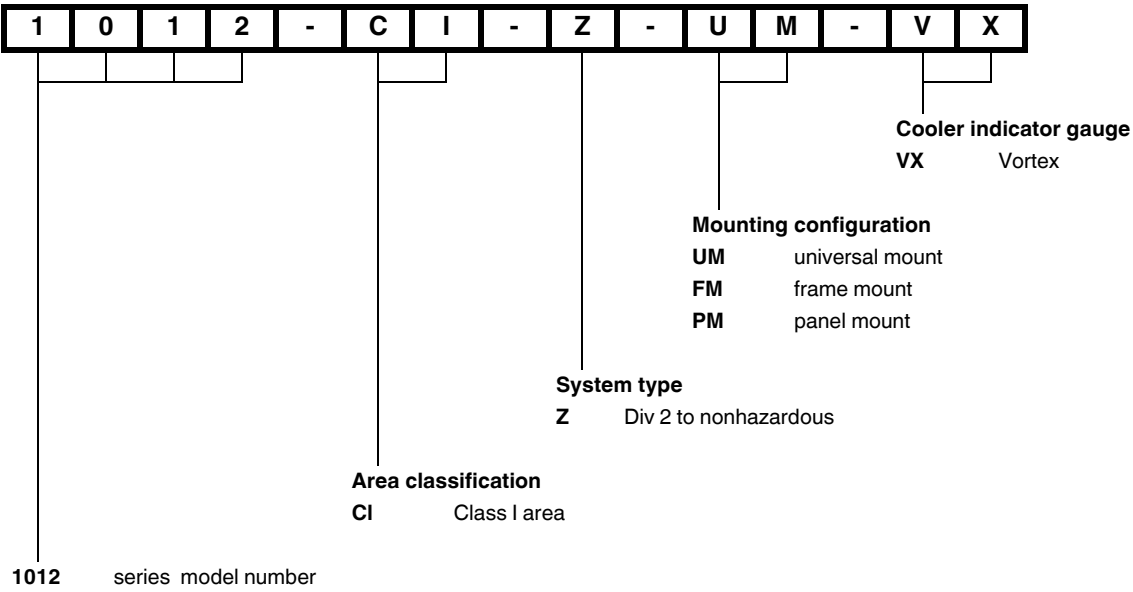 1 0 1 2 - C I - Z - U M - V X
Cooler indicator gauge
VX Vortex
Mounting configuration
UM universal mount
FM frame mount
PM panel mount
System type
Z Div 2 to nonhazardous
Area classification
CI Class I area
1012 series model number